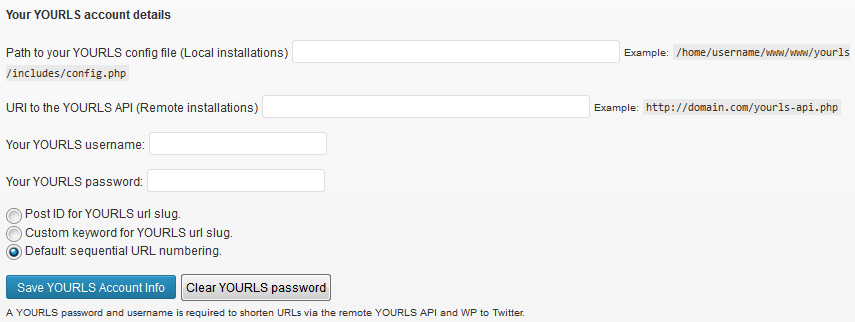 Your YOURLS account details
Path to your YOURLS config file (Local installations) Example: /home/username/www/www/yourls
/includes/config.php
URI to the YOURLS API (Remote installations) Example: http://domain.com/yourls-api.php
Your YOURLS username:
Your YOURLS password:
Post ID for YOURLS url slug.
Custom keyword for YOURLS url slug.
Default: sequential URL numbering.
Save YOURLS Account Info Clear YOURLS password
A YOURLS password and username is required to shorten URLs via the remote YOURLS API and WP to Twitter.